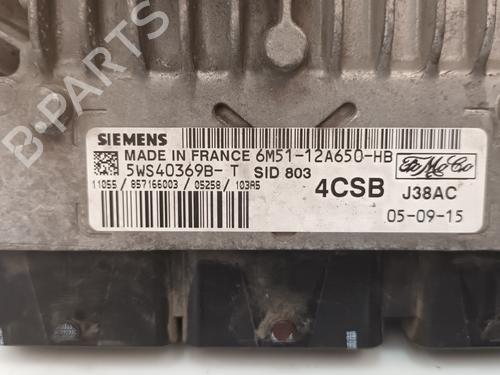 B-PARTS
SIEMENS
MADE IN FRANCE 6M51-12A650-HB
5WS40369B- T SID 803
11055 / 857166003 / 05258 / 103A5
4CSB
FoMoCo
J38AC
05-09-15